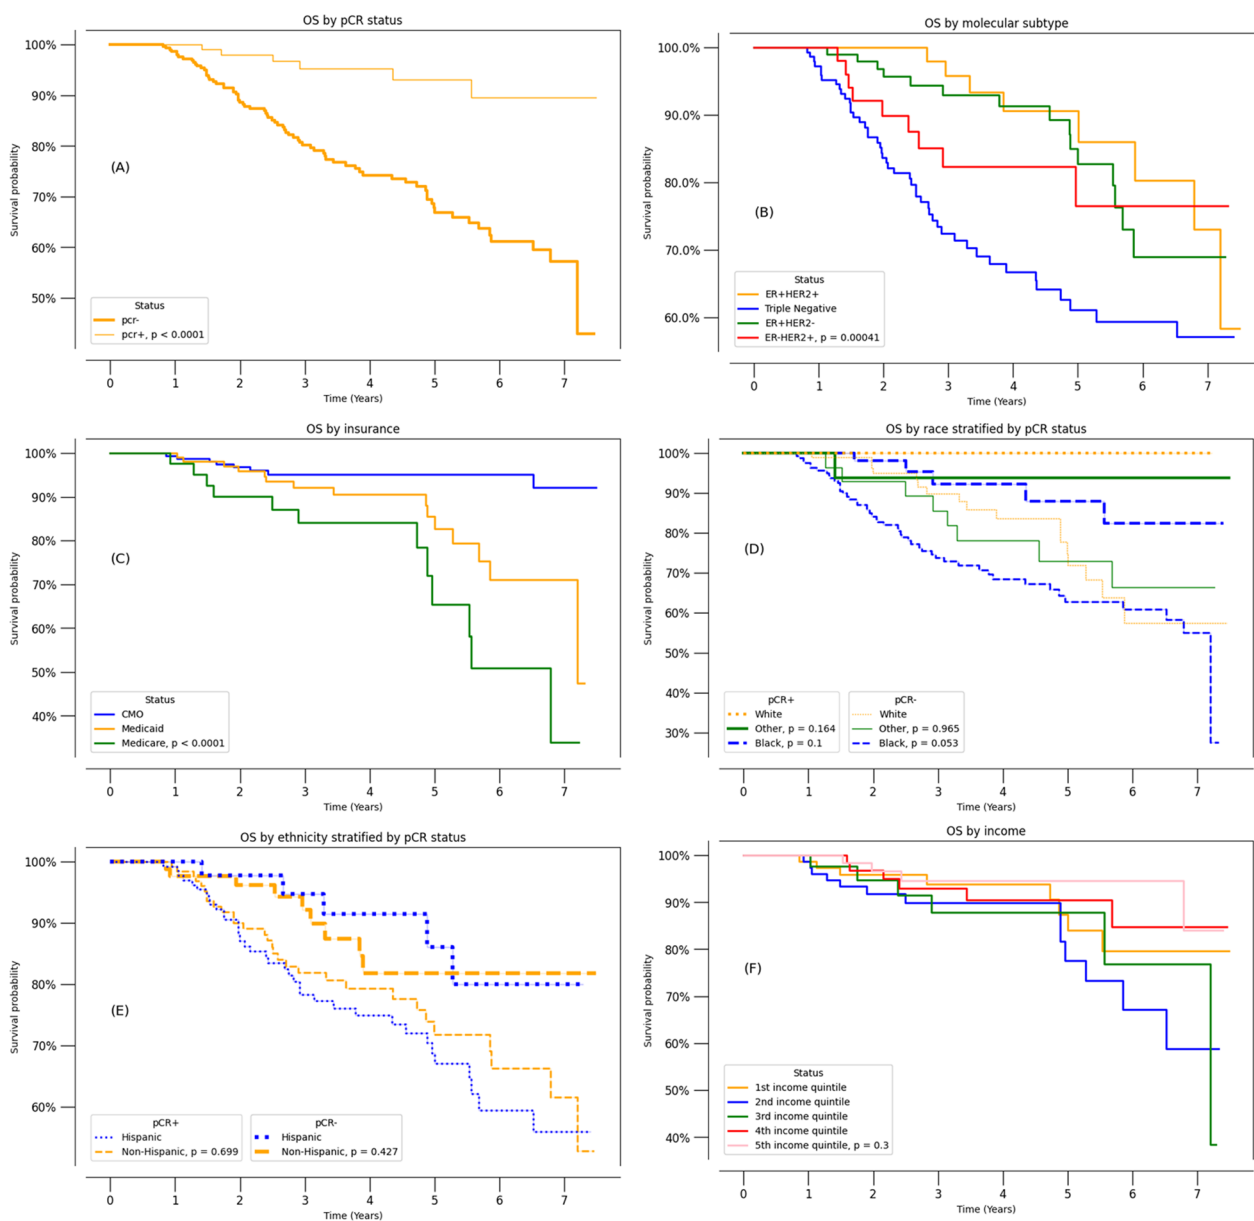 OS by pCR status
100%
90%
80%
70%
60%
50%
Survival probability
(A)
Status
pcr-
pcr+, p < 0.0001
0 1 2 3 4 5 6 7
Time (Years)
OS by molecular subtype
100.0%
90.0%
80.0%
70.0%
60.0%
Survival probability
(B)
Status
ER+HER2+
Triple Negative
ER+HER2-
ER-HER2+, p = 0.00041
0 1 2 3 4 5 6 7
Time (Years)
OS by insurance
100%
90%
80%
70%
60%
50%
40%
Survival probability
(C)
Status
CMO
Medicaid
Medicare, p < 0.0001
0 1 2 3 4 5 6 7
Time (Years)
OS by race stratified by pCR status
100%
90%
80%
70%
60%
50%
40%
30%
Survival probability
(D)
pCR+
White
Other, p = 0.164
Black, p = 0.1
pCR-
White
Other, p = 0.965
Black, p = 0.053
0 1 2 3 4 5 6 7
Time (Years)
OS by ethnicity stratified by pCR status
100%
90%
80%
70%
60%
Survival probability
(E)
pCR+
Hispanic
Non-Hispanic, p = 0.699
pCR-
Hispanic
Non-Hispanic, p = 0.427
0 1 2 3 4 5 6 7
Time (Years)
OS by income
100%
90%
80%
70%
60%
50%
40%
Survival probability
(F)
Status
1st income quintile
2nd income quintile
3rd income quintile
4th income quintile
5th income quintile, p = 0.3
0 1 2 3 4 5 6 7
Time (Years)